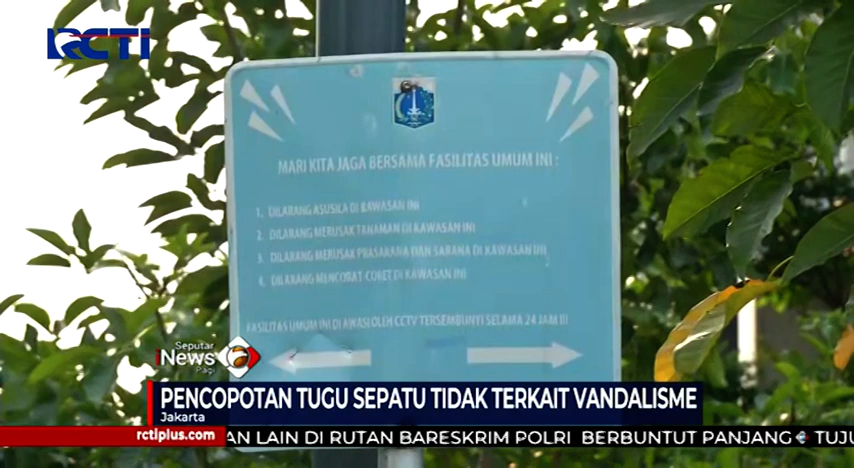 RCTI
MARI KITA JAGA BERSAMA FASILITAS UMUM INI :
1. DILARANG ASUSILA DI KAWASAN INI
2. DILARANG MERUSAK TANAMAN DI KAWASAN INI
3. DILARANG MERUSAK PRASARANA DAN SARANA DI KAWASAN INI
4. DILARANG MENCORAT-CORET DI KAWASAN INI
FASILITAS UMUM INI DI AWASI OLEH CCTV TERSEMBUNYI SELAMA 24 JAM !!!
Seputar
iNews
Pagi
PENCOPOTAN TUGU SEPATU TIDAK TERKAIT VANDALISME
Jakarta
rctiplus.com AN LAIN DI RUTAN BARESKRIM POLRI BERBUNTUT PANJANG TUJU